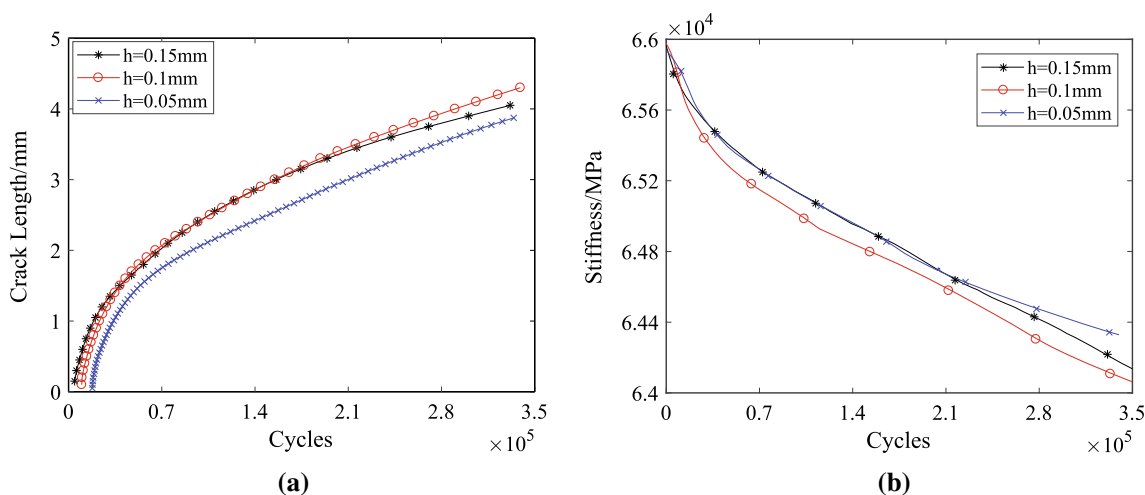 5
4
3
2
1
0
Crack Length/mm
h=0.15mm
h=0.1mm
h=0.05mm
0 0.7 1.4 2.1 2.8 3.5
Cycles
×10⁵
(a)
×10⁴
6.6
6.56
6.52
6.48
6.44
6.4
Stiffness/MPa
h=0.15mm
h=0.1mm
h=0.05mm
0 0.7 1.4 2.1 2.8 3.5
Cycles
×10⁵
(b)